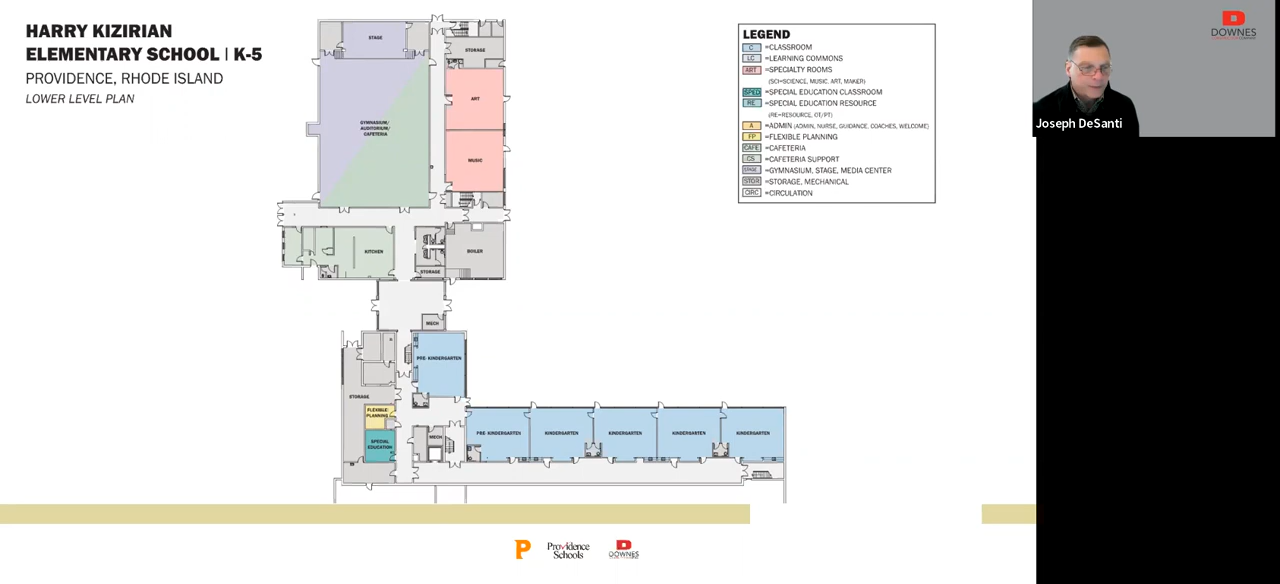 HARRY KIZIRIAN
ELEMENTARY SCHOOL | K-5
PROVIDENCE, RHODE ISLAND
LOWER LEVEL PLAN
STAGE
STORAGE
ART
GYMNASIUM/
AUDITORIUM/
CAFETERIA
MUSIC
KITCHEN
BOILER
STORAGE
MECH
PRE- KINDERGARTEN
STORAGE
FLEXIBLE
PLANNING
SPECIAL
EDUCATION
MECH
PRE- KINDERGARTEN
KINDERGARTEN
KINDERGARTEN
KINDERGARTEN
KINDERGARTEN
LEGEND
C =CLASSROOM
LC =LEARNING COMMONS
ART =SPECIALTY ROOMS
(SCI=SCIENCE, MUSIC, ART, MAKER)
SPED =SPECIAL EDUCATION CLASSROOM
RE =SPECIAL EDUCATION RESOURCE
(RE=RESOURCE, OT/PT)
A =ADMIN (ADMIN, NURSE, GUIDANCE, COACHES, WELCOME)
FP =FLEXIBLE PLANNING
CAFE =CAFETERIA
CS =CAFETERIA SUPPORT
STAGE =GYMNASIUM, STAGE, MEDIA CENTER
STOR =STORAGE, MECHANICAL
CIRC =CIRCULATION
P
Providence
Schools
D
DOWNES
D
DOWNES
Joseph DeSanti